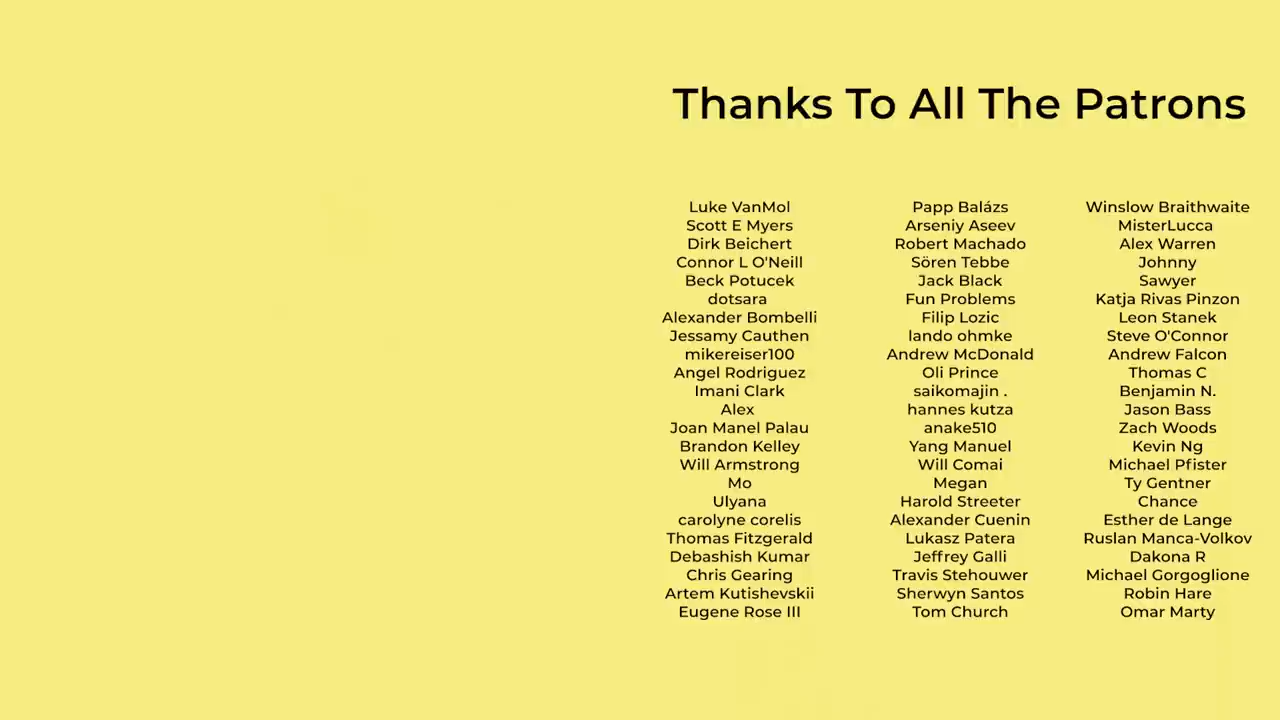 Thanks To All The Patrons
Luke VanMol
Scott E Myers
Dirk Beichert
Connor L O'Neill
Beck Potucek
dotsara
Alexander Bombelli
Jessamy Cauthen
mikereiser100
Angel Rodriguez
Imani Clark
Alex
Joan Manel Palau
Brandon Kelley
Will Armstrong
Mo
Ulyana
carolyne corelis
Thomas Fitzgerald
Debashish Kumar
Chris Gearing
Artem Kutishevskii
Eugene Rose III
Papp Balázs
Arseniy Aseev
Robert Machado
Sören Tebbe
Jack Black
Fun Problems
Filip Lozic
lando ohmke
Andrew McDonald
Oli Prince
saikomajin .
hannes kutza
anake510
Yang Manuel
Will Comai
Megan
Harold Streeter
Alexander Cuenin
Lukasz Patera
Jeffrey Galli
Travis Stehouwer
Sherwyn Santos
Tom Church
Winslow Braithwaite
MisterLucca
Alex Warren
Johnny
Sawyer
Katja Rivas Pinzon
Leon Stanek
Steve O'Connor
Andrew Falcon
Thomas C
Benjamin N.
Jason Bass
Zach Woods
Kevin Ng
Michael Pfister
Ty Gentner
Chance
Esther de Lange
Ruslan Manca-Volkov
Dakona R
Michael Gorgoglione
Robin Hare
Omar Marty